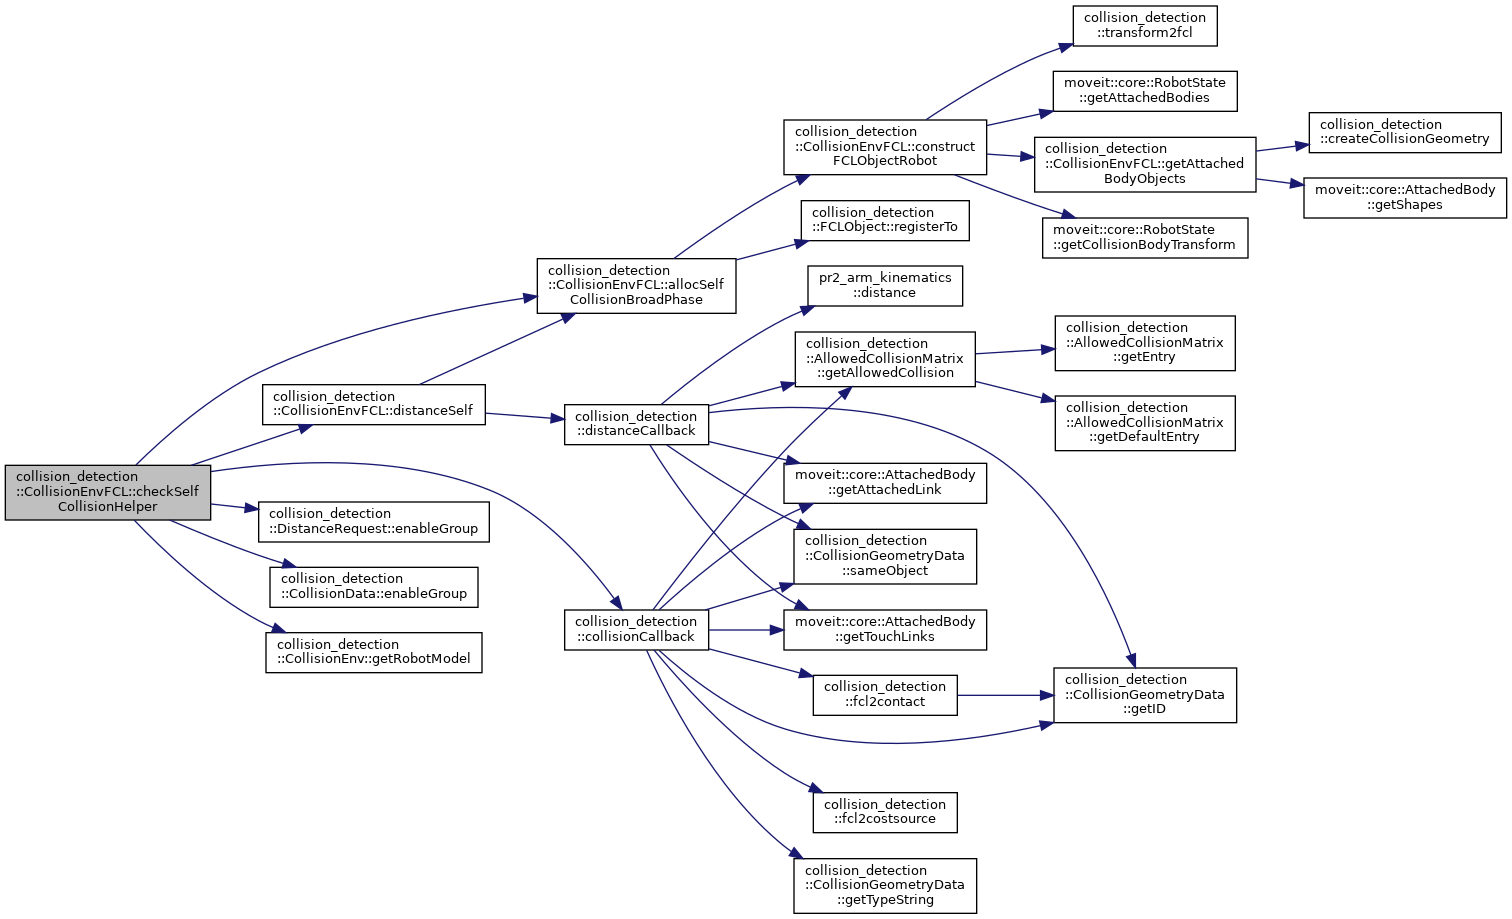 collision_detection
::transform2fcl
moveit::core::RobotState
::getAttachedBodies
collision_detection
::createCollisionGeometry
collision_detection
::CollisionEnvFCL::construct
FCLObjectRobot
collision_detection
::CollisionEnvFCL::getAttached
BodyObjects
moveit::core::AttachedBody
::getShapes
collision_detection
::FCLObject::registerTo
moveit::core::RobotState
::getCollisionBodyTransform
collision_detection
::CollisionEnvFCL::allocSelf
CollisionBroadPhase
pr2_arm_kinematics
::distance
collision_detection
::AllowedCollisionMatrix
::getEntry
collision_detection
::AllowedCollisionMatrix
::getAllowedCollision
collision_detection
::CollisionEnvFCL::distanceSelf
collision_detection
::distanceCallback
collision_detection
::AllowedCollisionMatrix
::getDefaultEntry
collision_detection
::CollisionEnvFCL::checkSelf
CollisionHelper
moveit::core::AttachedBody
::getAttachedLink
collision_detection
::DistanceRequest::enableGroup
collision_detection
::CollisionGeometryData
::sameObject
collision_detection
::CollisionData::enableGroup
collision_detection
::collisionCallback
moveit::core::AttachedBody
::getTouchLinks
collision_detection
::CollisionEnv::getRobotModel
collision_detection
::fcl2contact
collision_detection
::CollisionGeometryData
::getID
collision_detection
::fcl2costsource
collision_detection
::CollisionGeometryData
::getTypeString